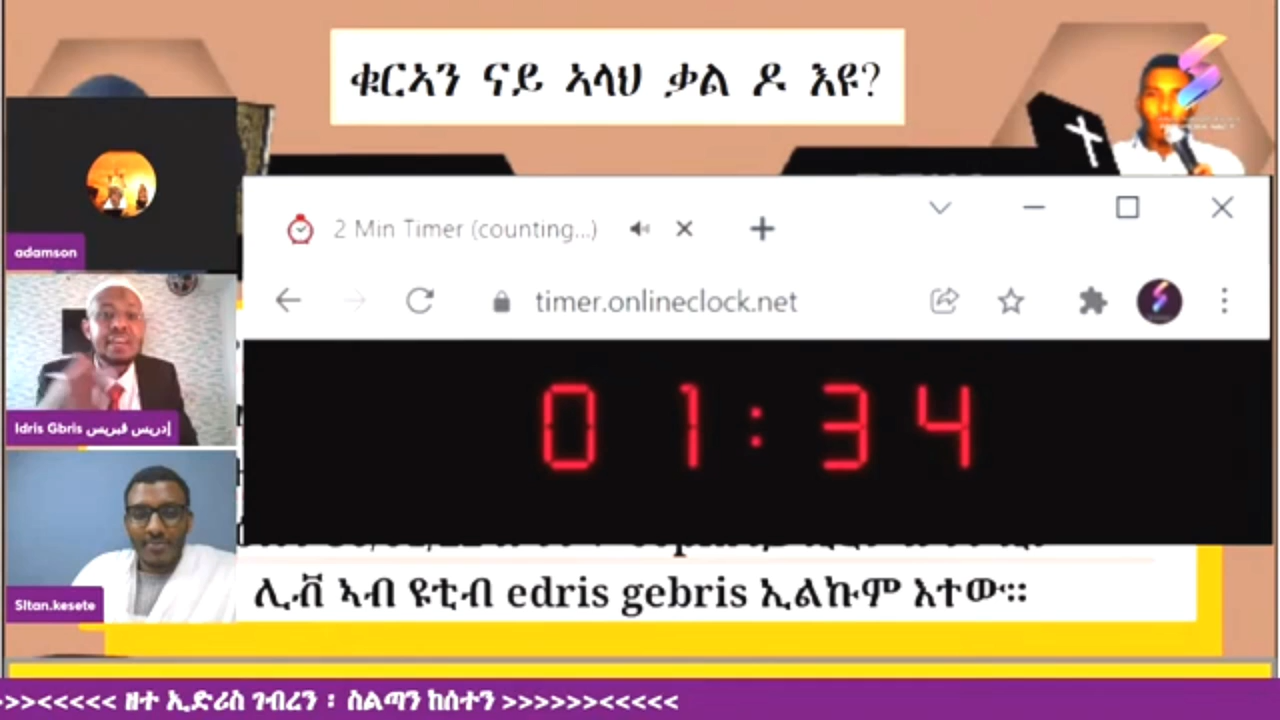 ቁርኣን ናይ ኣላህ ቃል ዶ እዩ?
adamson
2 Min Timer (counting...)
timer.onlineclock.net
01:34
Idris Gbris إدريس قبريس
Sltan.kesete
ሊቭ ኣብ ዩቲብ edris gebris ኢልኩም እተው።
>><<<<< ዘተ ኢድሪስ ገብረን ፡ ስልጣን ከሰተን >>>>>><<<<<